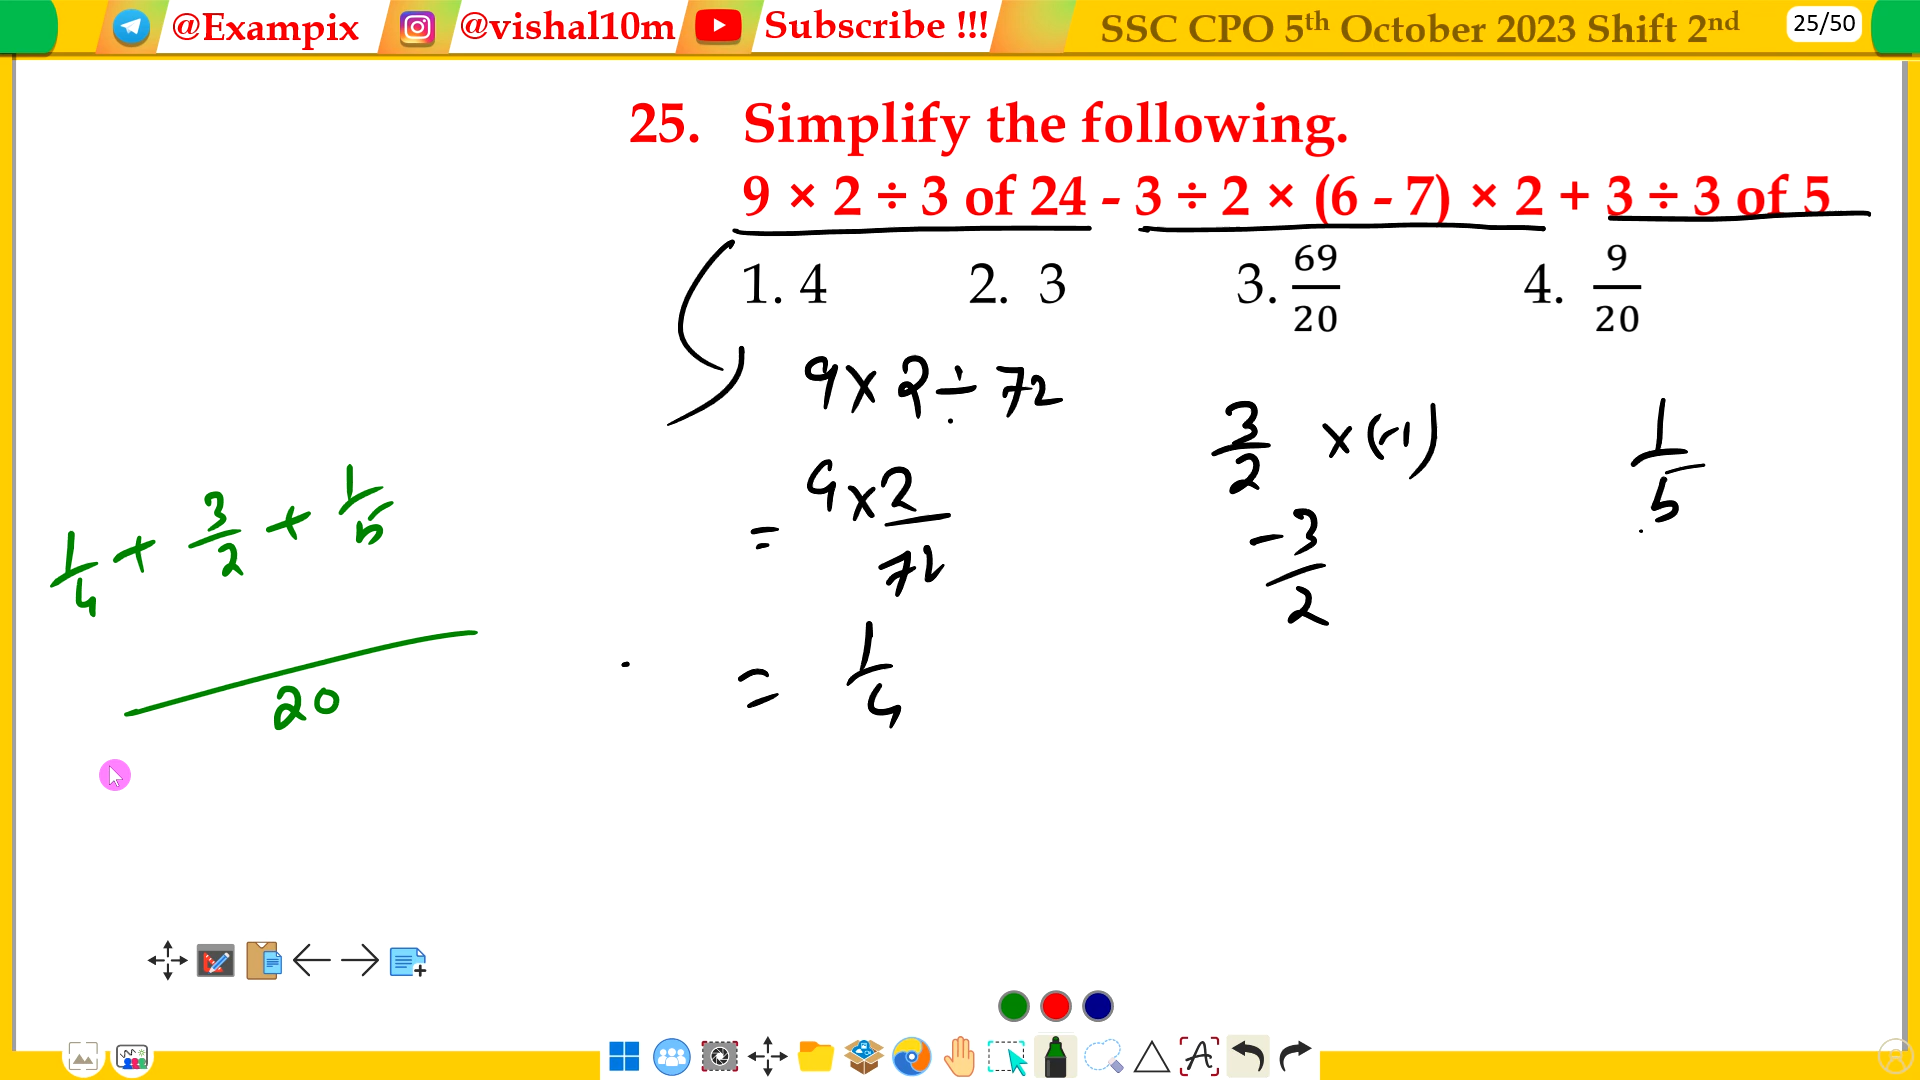 @Exampix @vishal10m Subscribe !!! SSC CPO 5th October 2023 Shift 2nd 25/50
25. Simplify the following.
9 × 2 ÷ 3 of 24 - 3 ÷ 2 × (6 - 7) × 2 + 3 ÷ 3 of 5
1. 4 2. 3 3. 69/20 4. 9/20
9 × 2 ÷ 72
3/2 × (-1) 1/5
= 9 × 2/72
-3/2
= 1/4
1/4 + 3/2 + 1/5
20